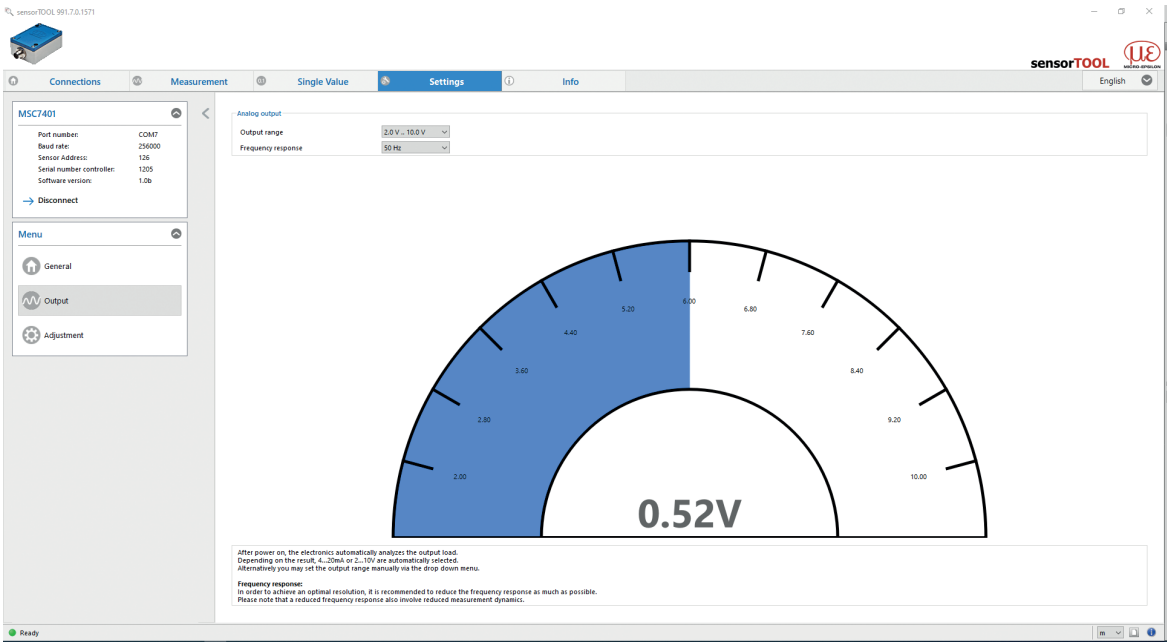 sensorTOOL 991.7.0.1571
sensorTOOL
με
MICRO-EPSILON
Connections
Measurement
Single Value
Settings
Info
English
MSC7401
Port number: COM7
Baud rate: 256000
Sensor Address: 126
Serial number controller: 1205
Software version: 1.0b
Disconnect
Menu
General
Output
Adjustment
Analog output
Output range 2.0 V .. 10.0 V
Frequency response 50 Hz
2.00
2.80
3.60
4.40
5.20
6.00
6.80
7.60
8.40
9.20
10.00
0.52V
After power on, the electronics automatically analyzes the output load.
Depending on the result, 4...20mA or 2...10V are automatically selected.
Alternatively you may set the output range manually via the drop down menu.
Frequency response:
In order to achieve an optimal resolution, it is recommended to reduce the frequency response as much as possible.
Please note that a reduced frequency response also involve reduced measurement dynamics.
Ready
m